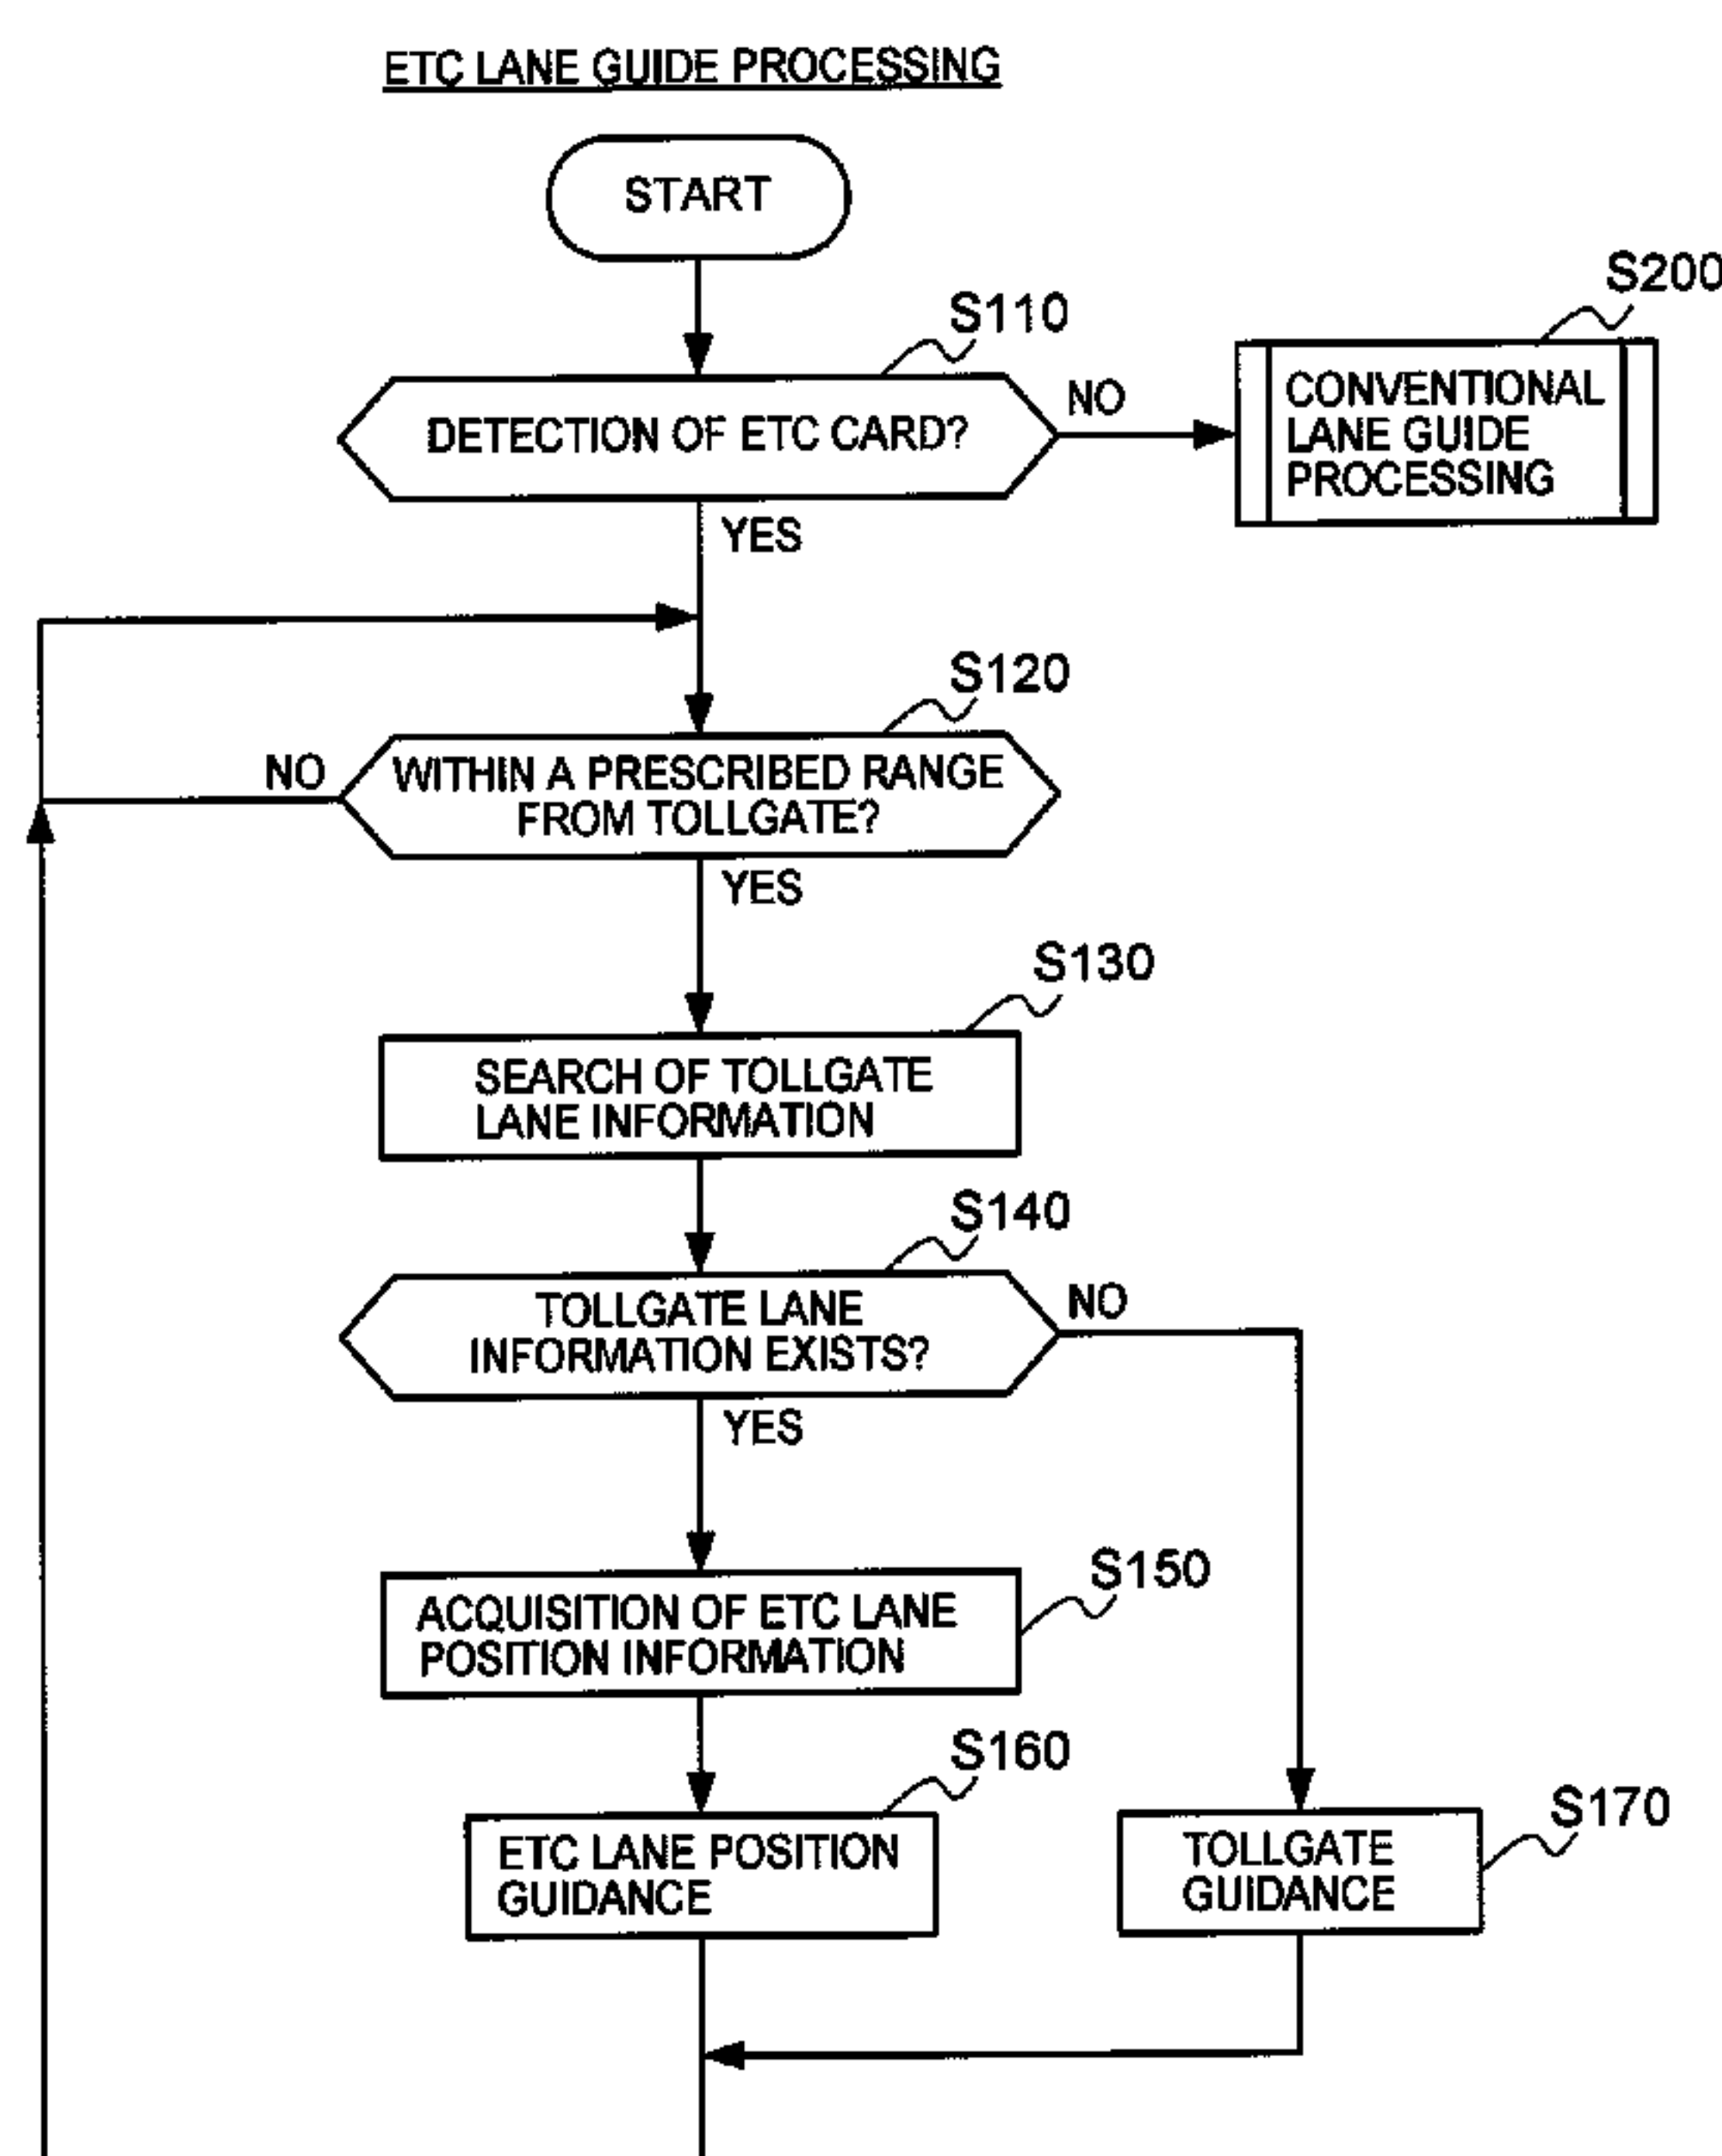 ETC LANE GUIDE PROCESSING
START
S110
DETECTION OF ETC CARD?
NO
S200
CONVENTIONAL
LANE GUIDE
PROCESSING
YES
S120
NO
WITHIN A PRESCRIBED RANGE
FROM TOLLGATE?
YES
S130
SEARCH OF TOLLGATE
LANE INFORMATION
S140
TOLLGATE LANE
INFORMATION EXISTS?
NO
YES
S150
ACQUISITION OF ETC LANE
POSITION INFORMATION
S160
ETC LANE POSITION
GUIDANCE
S170
TOLLGATE
GUIDANCE